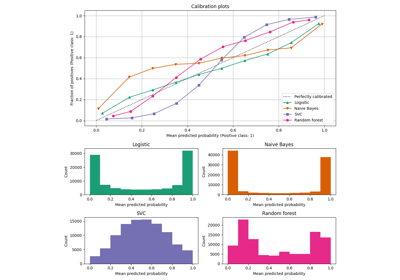 Calibration plots
1.0
0.8
0.6
0.4
0.2
0.0
Fraction of positives (Positive class: 1)
Perfectly calibrated
Logistic
Naive Bayes
SVC
Random forest
0.0 0.2 0.4 0.6 0.8 1.0
Mean predicted probability (Positive class: 1)
Logistic
30000
20000
10000
0
Count
0.0 0.2 0.4 0.6 0.8 1.0
Mean predicted probability
Naive Bayes
40000
30000
20000
10000
0
Count
0.0 0.2 0.4 0.6 0.8 1.0
Mean predicted probability
SVC
15000
10000
5000
0
Count
0.0 0.2 0.4 0.6 0.8 1.0
Mean predicted probability
Random forest
20000
15000
10000
5000
0
Count
0.0 0.2 0.4 0.6 0.8 1.0
Mean predicted probability